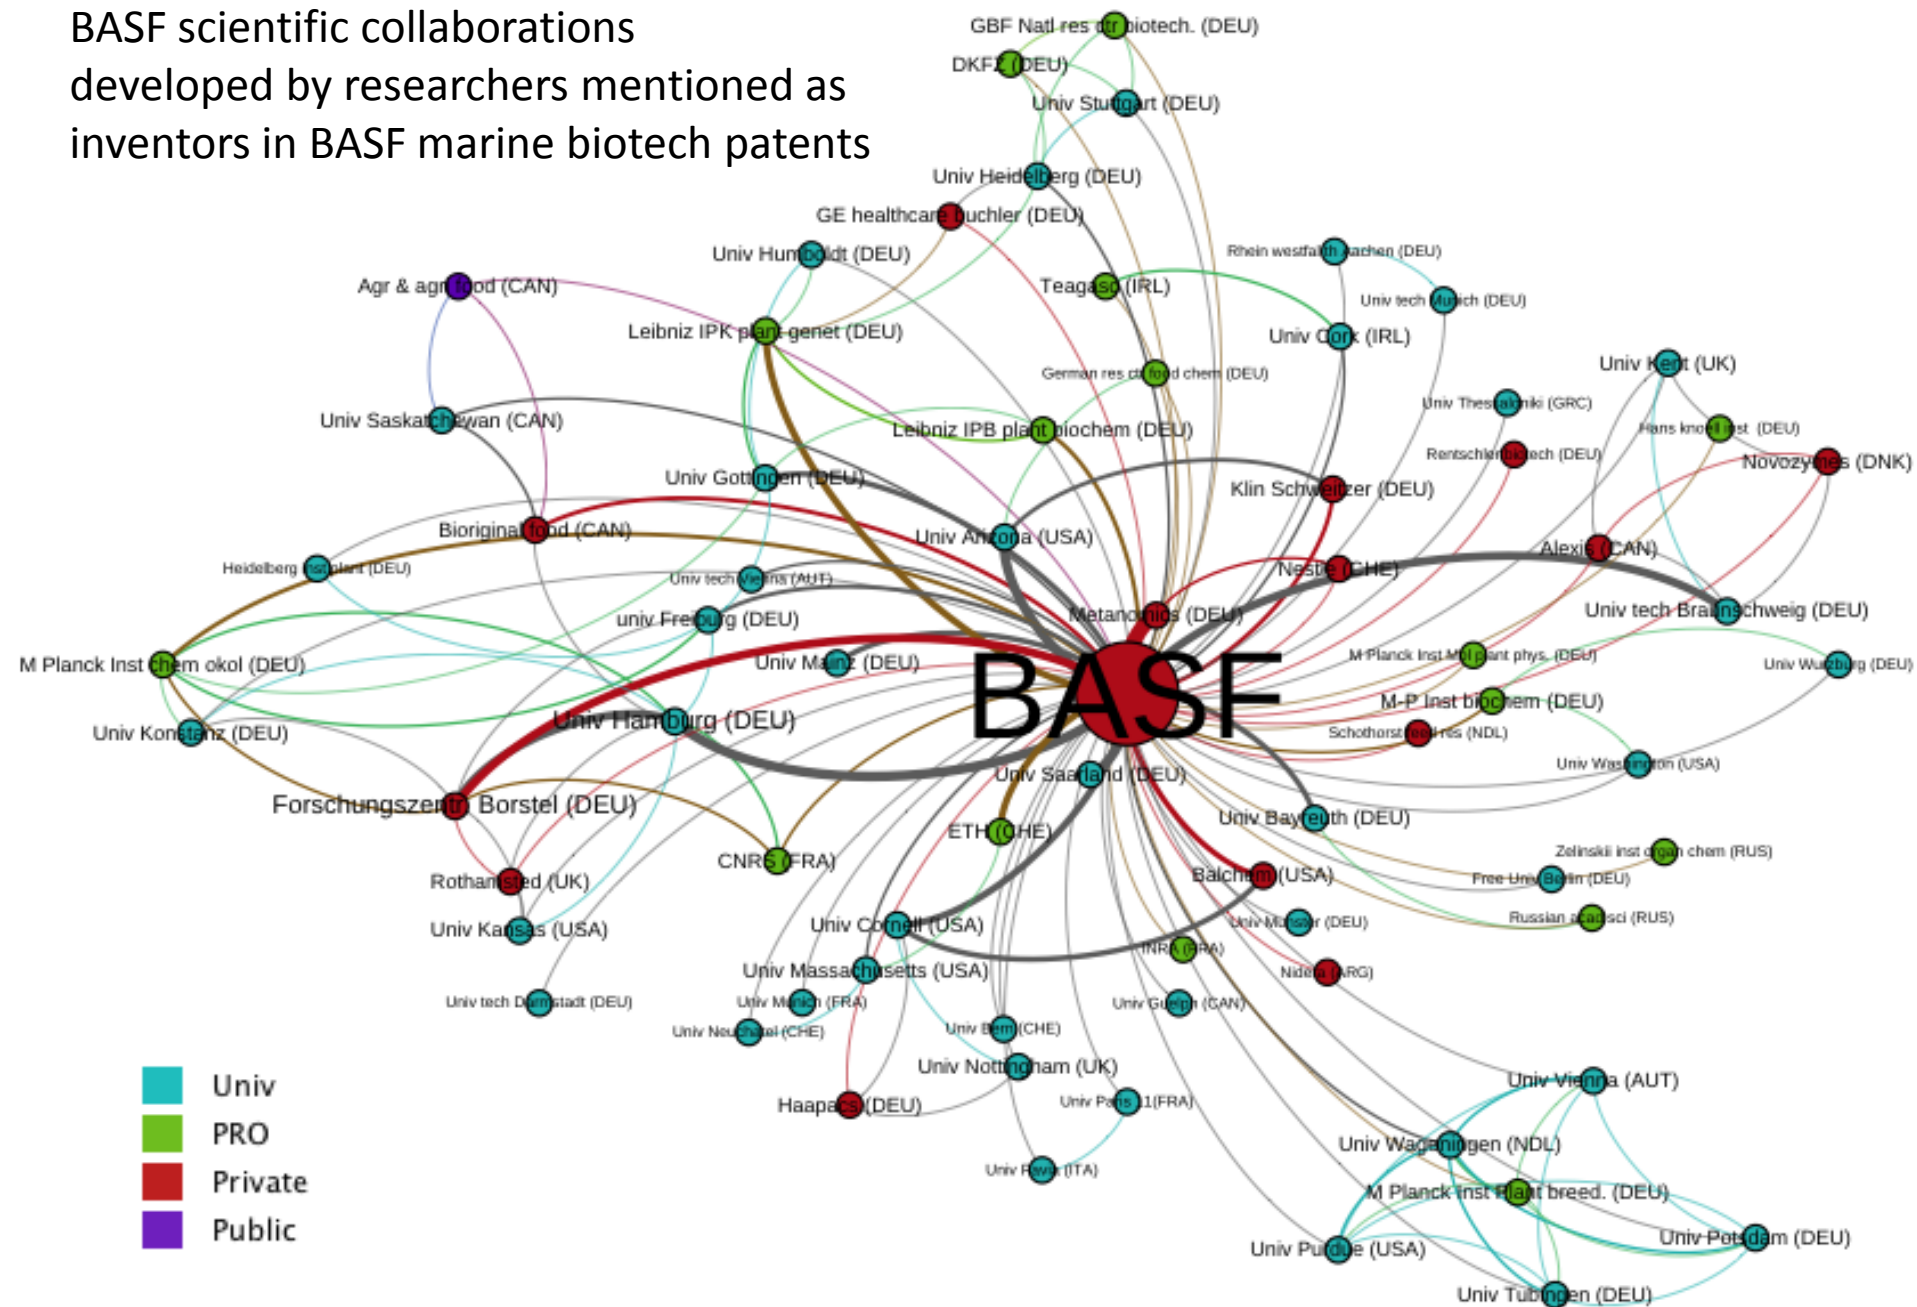 BASF scientific collaborations
developed by researchers mentioned as
inventors in BASF marine biotech patents
GBF Natl res ctr biotech. (DEU)
DKFZ (DEU)
Univ Stuttgart (DEU)
Univ Heidelberg (DEU)
GE healthcare buchler (DEU)
Univ Humboldt (DEU)
Rhein westfalth Aachen (DEU)
Agr & agri food (CAN)
Teagasc (IRL)
Univ tech Munich (DEU)
Leibniz IPK plant genet (DEU)
Univ Cork (IRL)
Univ Kent (UK)
German res ctr food chem (DEU)
Univ Thessaloniki (GRC)
Univ Saskatchewan (CAN)
Leibniz IPB plant biochem (DEU)
Hans knoell inst (DEU)
Rentschler biotech (DEU)
Novozymes (DNK)
Univ Gottingen (DEU)
Klin Schweitzer (DEU)
Bioriginal food (CAN)
Univ Arizona (USA)
Alexis (CAN)
Heidelberg inst plant (DEU)
Univ tech Vienna (AUT)
Nestle (CHE)
univ Freiburg (DEU)
Metanomics (DEU)
Univ tech Braunschweig (DEU)
M Planck Inst chem okol (DEU)
Univ Mainz (DEU)
M Planck Inst Mol plant phys. (DEU)
Univ Wurzburg (DEU)
BASF
M-P Inst biochem (DEU)
Univ Konstanz (DEU)
Univ Hamburg (DEU)
Schothorst feed res (NDL)
Univ Saarland (DEU)
Univ Washington (USA)
Forschungszentr. Borstel (DEU)
ETH (CHE)
Univ Bayreuth (DEU)
CNRS (FRA)
Zelinskii inst organ chem (RUS)
Rothamsted (UK)
Balchem (USA)
Free Univ Berlin (DEU)
Univ Kansas (USA)
Univ Cornell (USA)
Univ Munster (DEU)
Russian acad sci (RUS)
INRA (FRA)
Univ Massachusetts (USA)
Nidera (ARG)
Univ tech Darmstadt (DEU)
Univ Munich (FRA)
Univ Guelph (CAN)
Univ Neuchatel (CHE)
Univ Bern (CHE)
Univ Nottingham (UK)
Univ Vienna (AUT)
Haapacs (DEU)
Univ Paris 11(FRA)
Univ Wageningen (NDL)
Univ Pavia (ITA)
M Planck Inst Plant breed. (DEU)
Univ Purdue (USA)
Univ Potsdam (DEU)
Univ Tubingen (DEU)
Univ
PRO
Private
Public